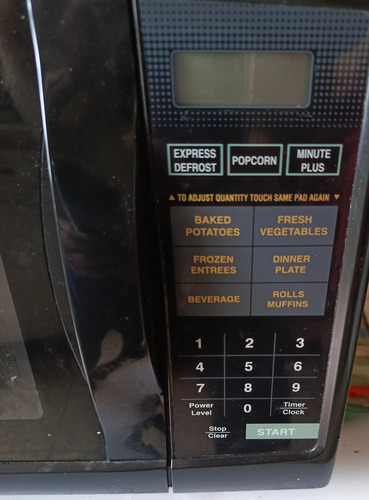 EXPRESS DEFROST
POPCORN
MINUTE PLUS
▲ TO ADJUST QUANTITY TOUCH SAME PAD AGAIN ▼
BAKED POTATOES
FRESH VEGETABLES
FROZEN ENTREES
DINNER PLATE
BEVERAGE
ROLLS MUFFINS
1 2 3
4 5 6
7 8 9
Power Level
0
Timer Clock
Stop Clear
START